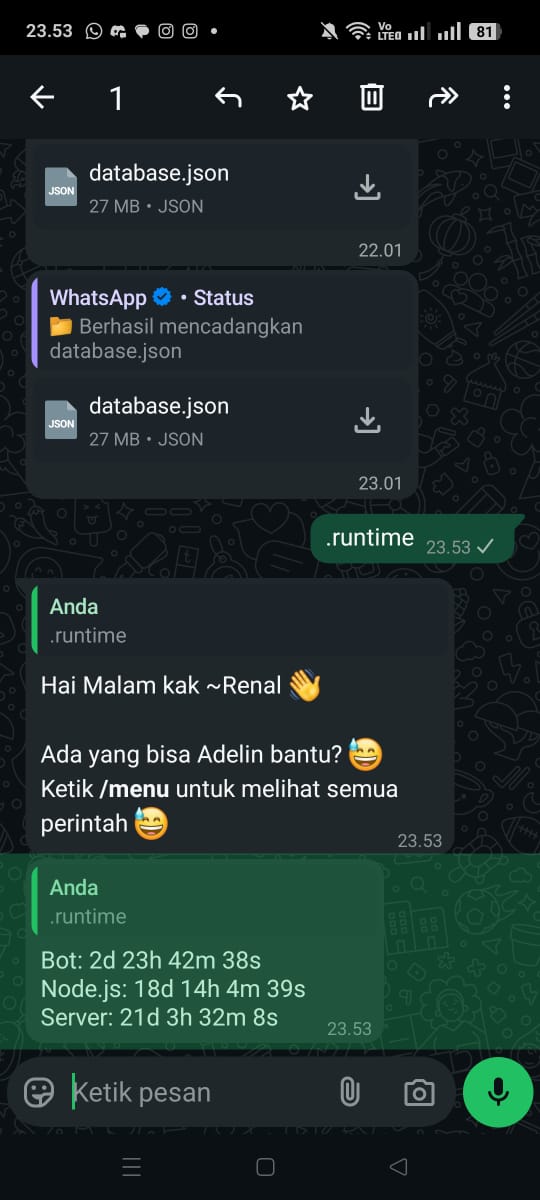 23.53
Vo
LTE
81
1
database.json
JSON
27 MB • JSON
22.01
WhatsApp • Status
📁 Berhasil mencadangkan
database.json
database.json
JSON
27 MB • JSON
23.01
.runtime 23.53
Anda
.runtime
Hai Malam kak ~Renal 👋
Ada yang bisa Adelin bantu? 😅
Ketik /menu untuk melihat semua
perintah 😅
23.53
Anda
.runtime
Bot: 2d 23h 42m 38s
Node.js: 18d 14h 4m 39s
Server: 21d 3h 32m 8s
23.53
Ketik pesan